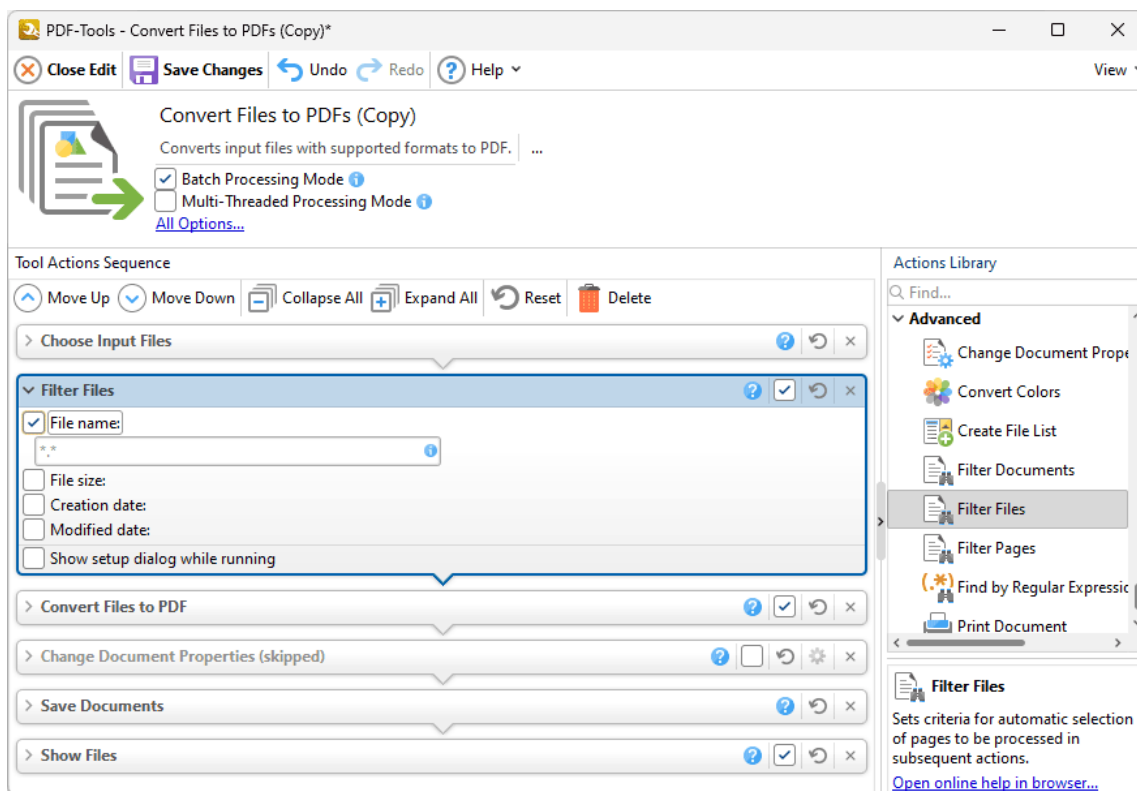 PDF-Tools - Convert Files to PDFs (Copy)*
Close Edit Save Changes Undo Redo Help View
Convert Files to PDFs (Copy)
Converts input files with supported formats to PDF. ...
Batch Processing Mode
Multi-Threaded Processing Mode
All Options...
Tool Actions Sequence
Move Up Move Down Collapse All Expand All Reset Delete
Choose Input Files
Filter Files
File name:
*.*
File size:
Creation date:
Modified date:
Show setup dialog while running
Convert Files to PDF
Change Document Properties (skipped)
Save Documents
Show Files
Actions Library
Find...
Advanced
Change Document Prope
Convert Colors
Create File List
Filter Documents
Filter Files
Filter Pages
(.*) Find by Regular Expressic
Print Document
Filter Files
Sets criteria for automatic selection
of pages to be processed in
subsequent actions.
Open online help in browser...